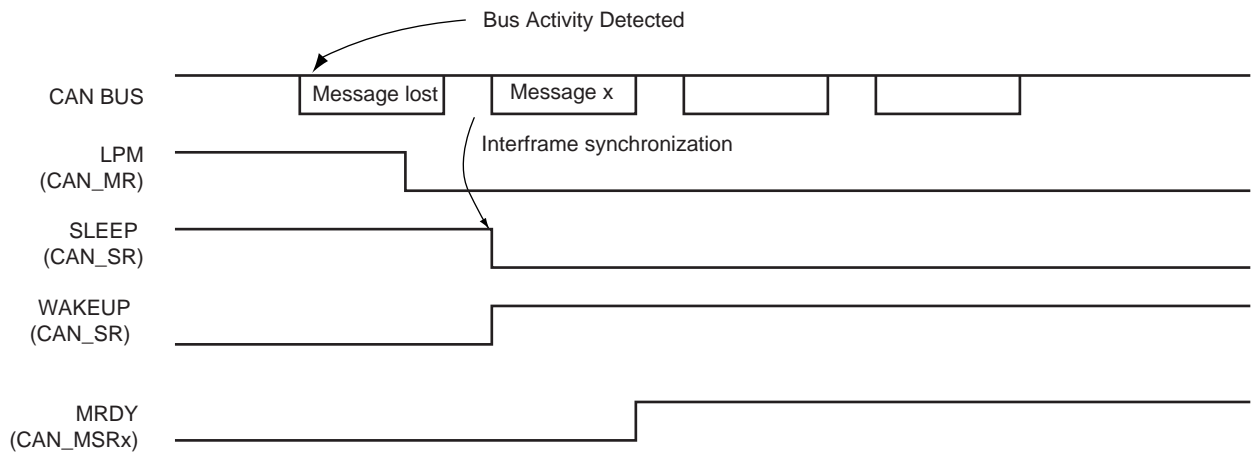 Bus Activity Detected
CAN BUS
Message lost
Message x
Interframe synchronization
LPM
(CAN_MR)
SLEEP
(CAN_SR)
WAKEUP
(CAN_SR)
MRDY
(CAN_MSRx)